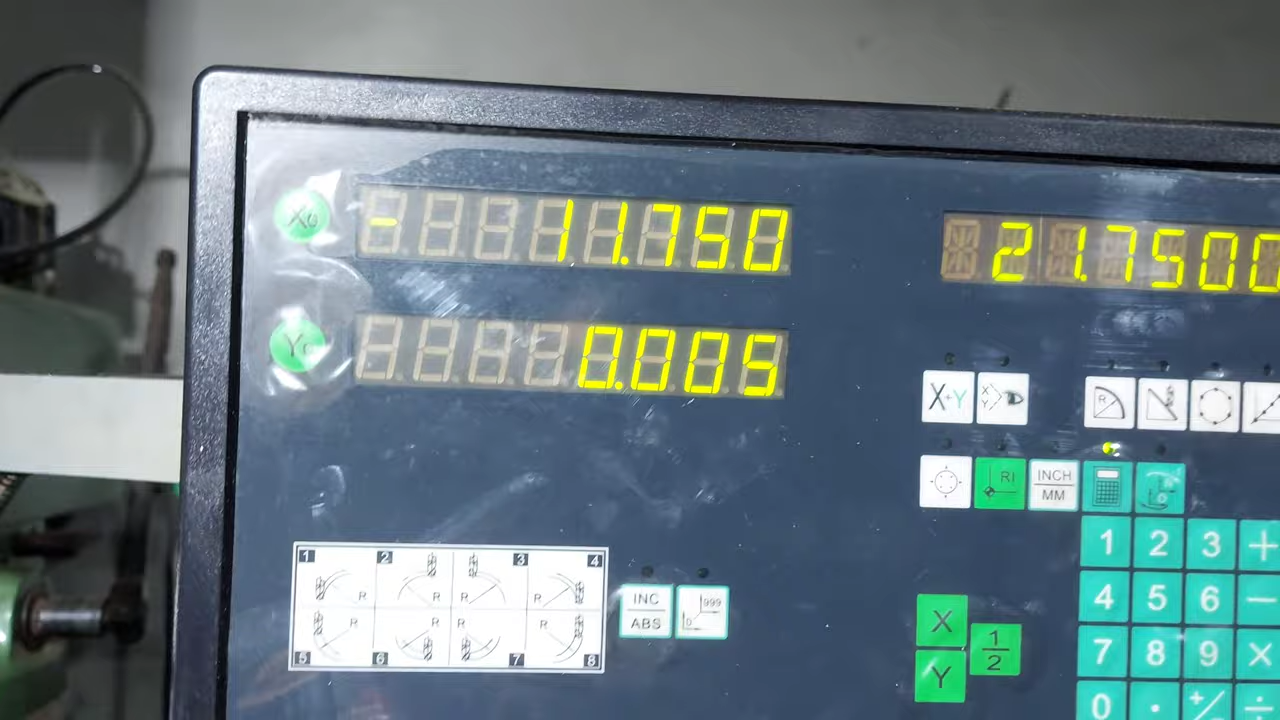 X0
- 11.750
21.7500
Y0
0.005
X+Y
R
INCH
MM
RI
1 2 3 4
R R R R
R R R R
5 6 7 8
INC
ABS
999
0
1 2 3 +
4 5 6 −
7 8 9 ×
0 . +/− ÷
X
Y
1
2